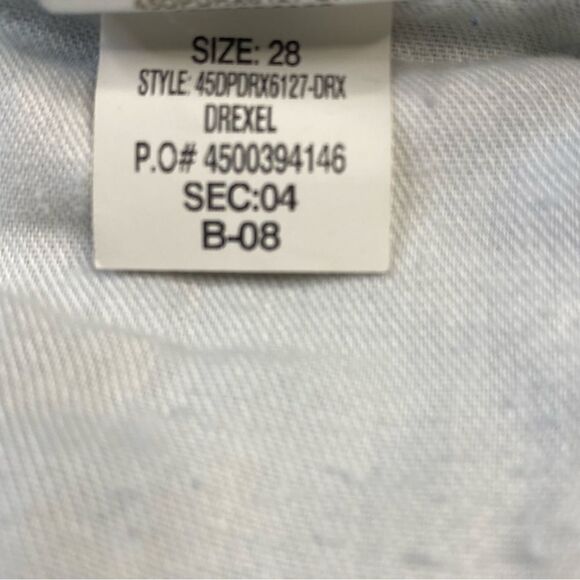 SIZE: 28
STYLE: 45DPDRX6127-DRX
DREXEL
P.O# 4500394146
SEC:04
B-08